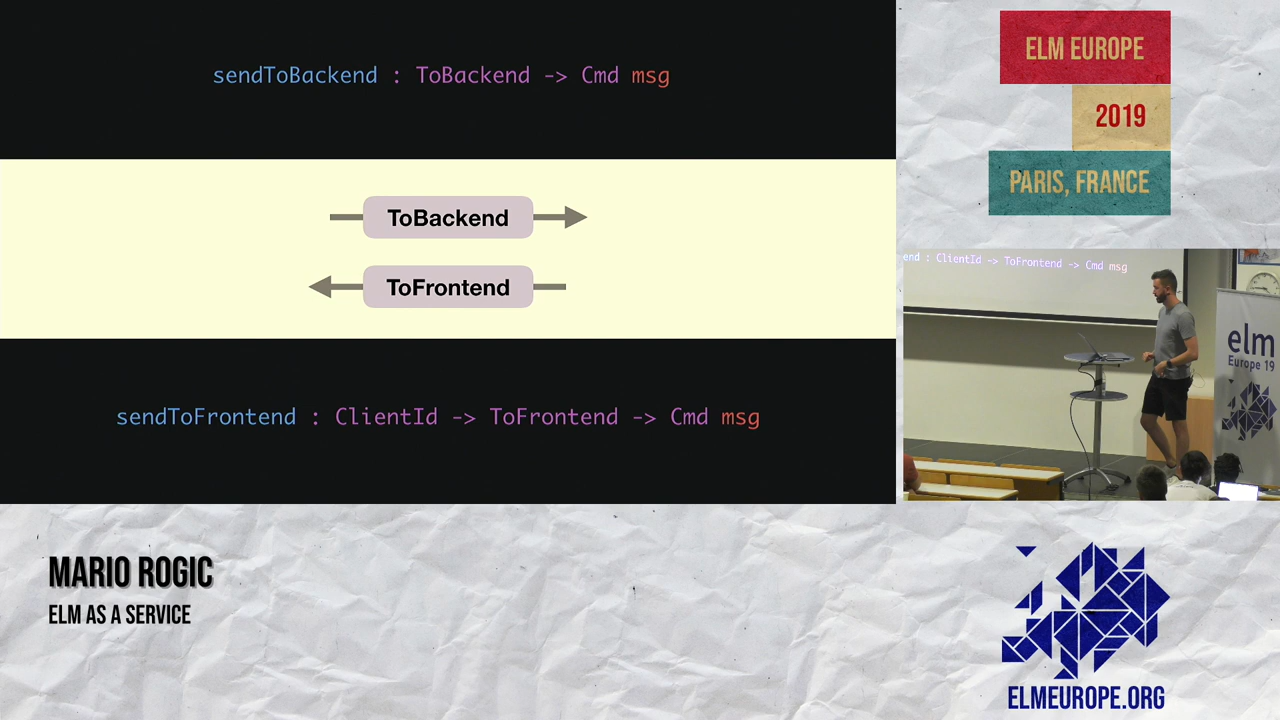 sendToBackend : ToBackend -> Cmd msg
ToBackend
ToFrontend
sendToFrontend : ClientId -> ToFrontend -> Cmd msg
ELM EUROPE
2019
PARIS, FRANCE
end : ClientId -> ToFrontend -> Cmd msg
elm
Europe 19
MARIO ROGIC
ELM AS A SERVICE
ELMEUROPE.ORG